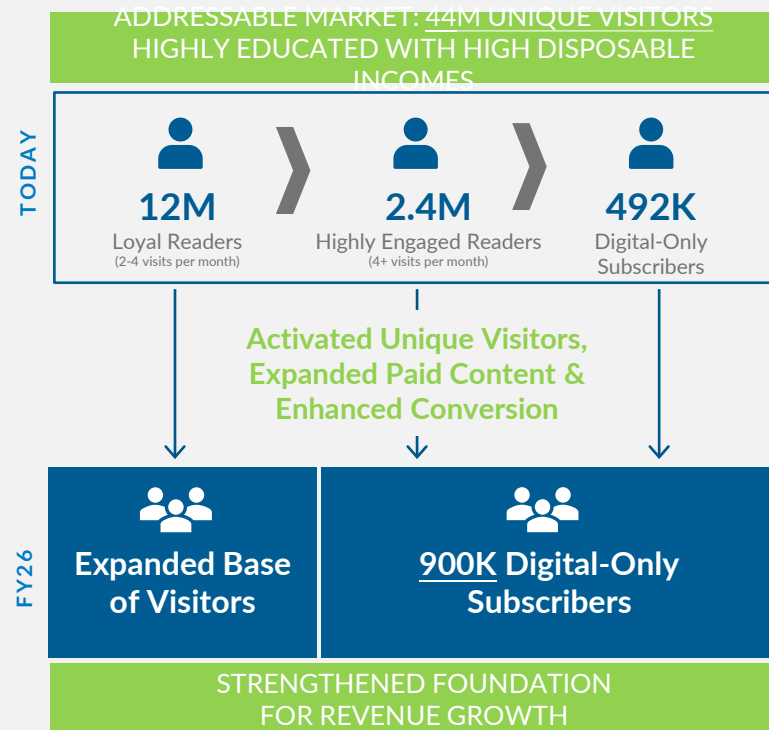 ADDRESSABLE MARKET: 44M UNIQUE VISITORS
HIGHLY EDUCATED WITH HIGH DISPOSABLE
INCOMES
TODAY
12M
Loyal Readers
(2-4 visits per month)
2.4M
Highly Engaged Readers
(4+ visits per month)
492K
Digital-Only
Subscribers
Activated Unique Visitors,
Expanded Paid Content &
Enhanced Conversion
FY26
Expanded Base
of Visitors
900K Digital-Only
Subscribers
STRENGTHENED FOUNDATION
FOR REVENUE GROWTH